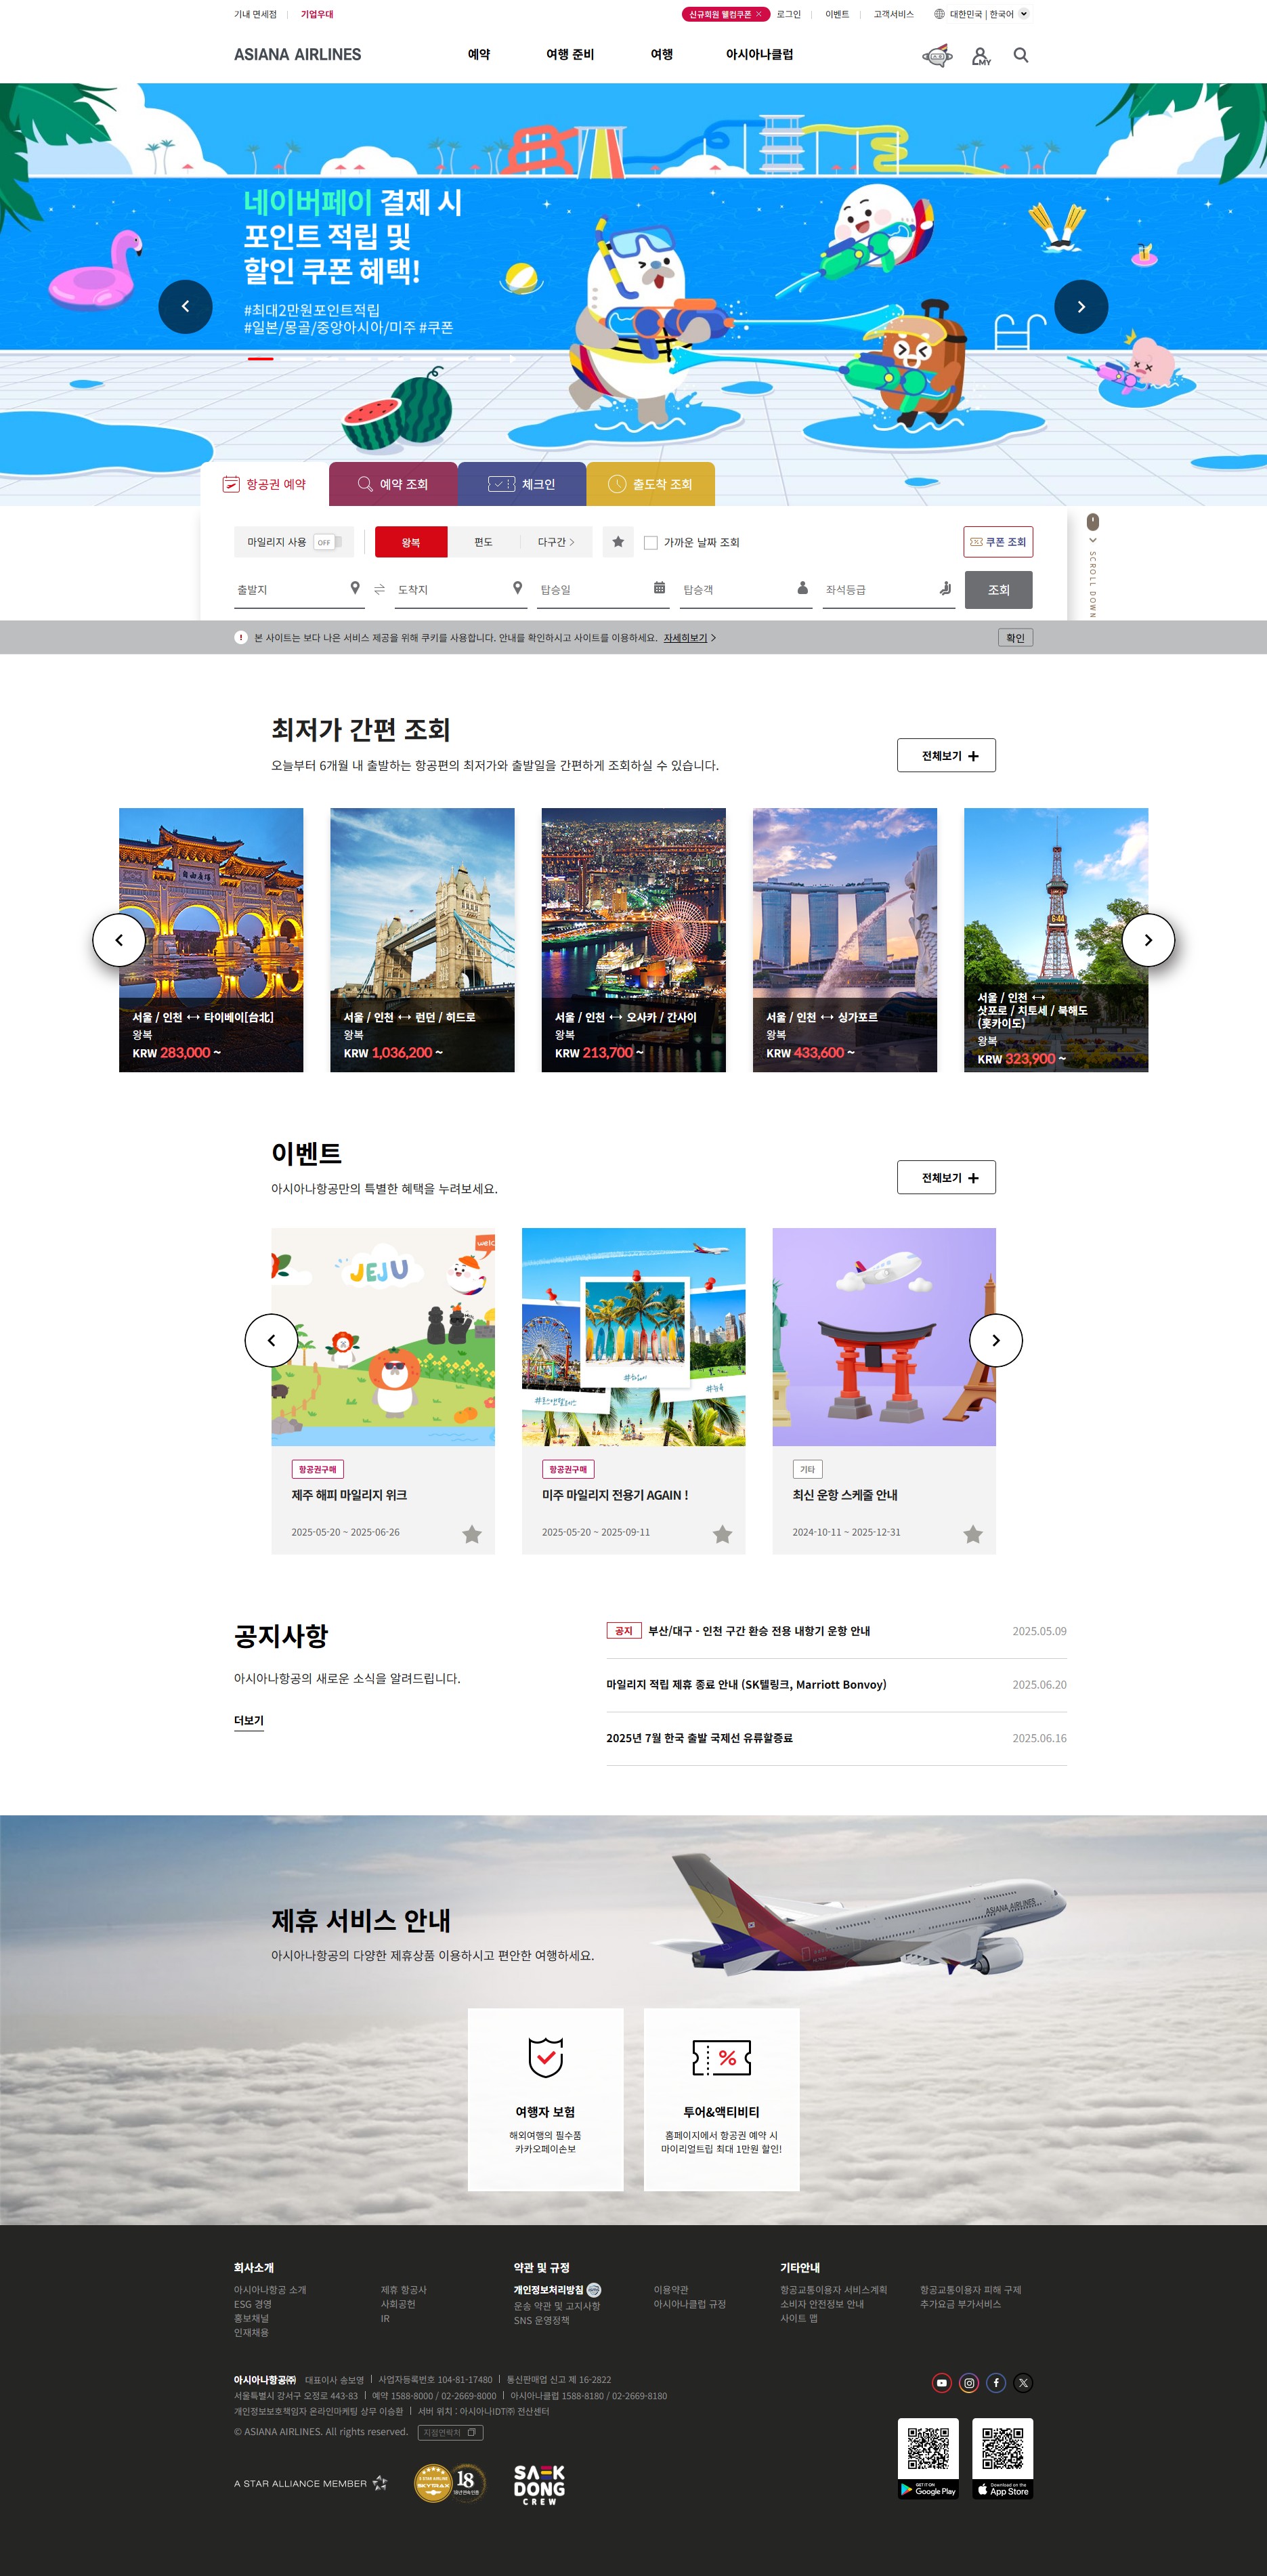 기내 면세점
기업우대
신규회원 웰컴쿠폰
로그인
이벤트
고객서비스
대한민국 | 한국어
ASIANA AIRLINES
예약
여행 준비
여행
아시아나클럽
MY
네이버페이 결제 시
포인트 적립 및
할인 쿠폰 혜택!
#최대2만원포인트적립
#일본/몽골/중앙아시아/미주 #쿠폰
항공권 예약
예약 조회
체크인
출도착 조회
마일리지 사용 OFF
왕복
편도
다구간
가까운 날짜 조회
쿠폰 조회
출발지
도착지
탑승일
탑승객
좌석등급
조회
SCROLL DOWN
본 사이트는 보다 나은 서비스 제공을 위해 쿠키를 사용합니다. 안내를 확인하시고 사이트를 이용하세요. 자세히보기
확인
최저가 간편 조회
오늘부터 6개월 내 출발하는 항공편의 최저가와 출발일을 간편하게 조회하실 수 있습니다.
전체보기
自由廣場
서울 / 인천 ↔ 타이베이[台北]
왕복
KRW 283,000 ~
서울 / 인천 ↔ 런던 / 히드로
왕복
KRW 1,036,200 ~
서울 / 인천 ↔ 오사카 / 간사이
왕복
KRW 213,700 ~
서울 / 인천 ↔ 싱가포르
왕복
KRW 433,600 ~
6:44
서울 / 인천 ↔
삿포로 / 치토세 / 북해도
(홋카이도)
왕복
KRW 323,900 ~
이벤트
아시아나항공만의 특별한 혜택을 누려보세요.
전체보기
JEJU
welc
#하와이
#뉴욕
#로스앤젤레스
항공권구매
제주 해피 마일리지 위크
2025-05-20 ~ 2025-06-26
항공권구매
미주 마일리지 전용기 AGAIN !
2025-05-20 ~ 2025-09-11
기타
최신 운항 스케줄 안내
2024-10-11 ~ 2025-12-31
공지사항
아시아나항공의 새로운 소식을 알려드립니다.
더보기
공지 부산/대구 - 인천 구간 환승 전용 내항기 운항 안내 2025.05.09
마일리지 적립 제휴 종료 안내 (SK텔링크, Marriott Bonvoy) 2025.06.20
2025년 7월 한국 출발 국제선 유류할증료 2025.06.16
ASIANA AIRLINES
제휴 서비스 안내
아시아나항공의 다양한 제휴상품 이용하시고 편안한 여행하세요.
여행자 보험
해외여행의 필수품
카카오페이손보
투어&액티비티
홈페이지에서 항공권 예약 시
마이리얼트립 최대 1만원 할인!
회사소개
아시아나항공 소개
ESG 경영
홍보채널
인재채용
제휴 항공사
사회공헌
IR
약관 및 규정
개인정보처리방침
운송 약관 및 고지사항
SNS 운영정책
이용약관
아시아나클럽 규정
기타안내
항공교통이용자 서비스계획
소비자 안전정보 안내
사이트 맵
항공교통이용자 피해 구제
추가요금 부가서비스
아시아나항공㈜ 대표이사 송보영 | 사업자등록번호 104-81-17480 | 통신판매업 신고 제 16-2822
서울특별시 강서구 오정로 443-83 | 예약 1588-8000 / 02-2669-8000 | 아시아나클럽 1588-8180 / 02-2669-8180
개인정보보호책임자 온라인마케팅 상무 이승환 | 서버 위치 : 아시아나IDT㈜ 전산센터
© ASIANA AIRLINES. All rights reserved. 지점연락처
A STAR ALLIANCE MEMBER
SKYTRAX
18
SAEK
DONG
CREW
GET IT ON
Google Play
Download on the
App Store